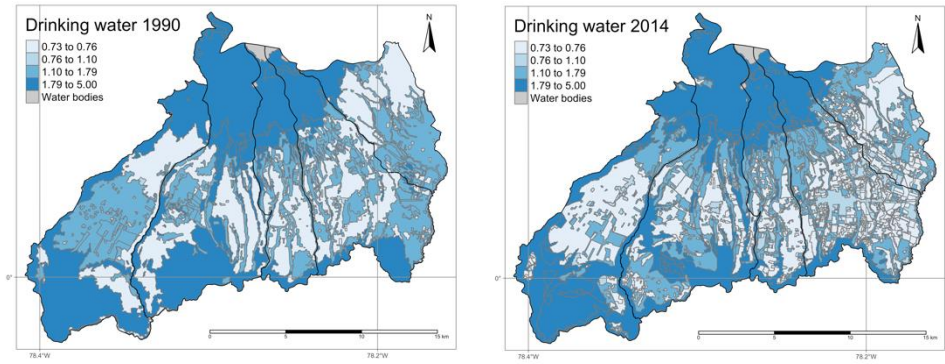 Drinking water 1990
0.73 to 0.76
0.76 to 1.10
1.10 to 1.79
1.79 to 5.00
Water bodies
N
0°
0
5
10
15 km
78.4°W
78.2°W
Drinking water 2014
0.73 to 0.76
0.76 to 1.10
1.10 to 1.79
1.79 to 5.00
Water bodies
N
0°
0
5
10
15 km
78.4°W
78.2°W